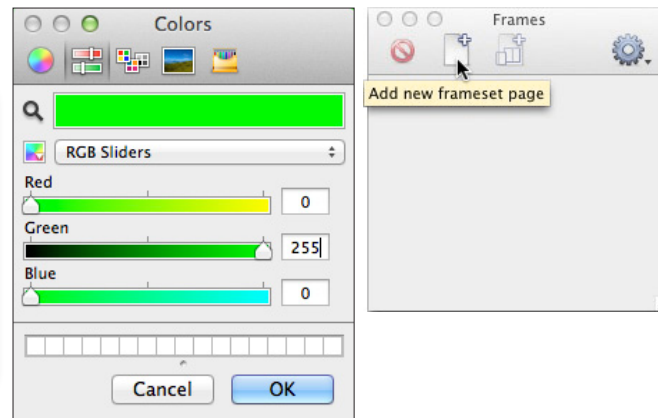 Colors
RGB Sliders
Red
0
Green
255
Blue
0
Cancel
OK
Frames
Add new frameset page